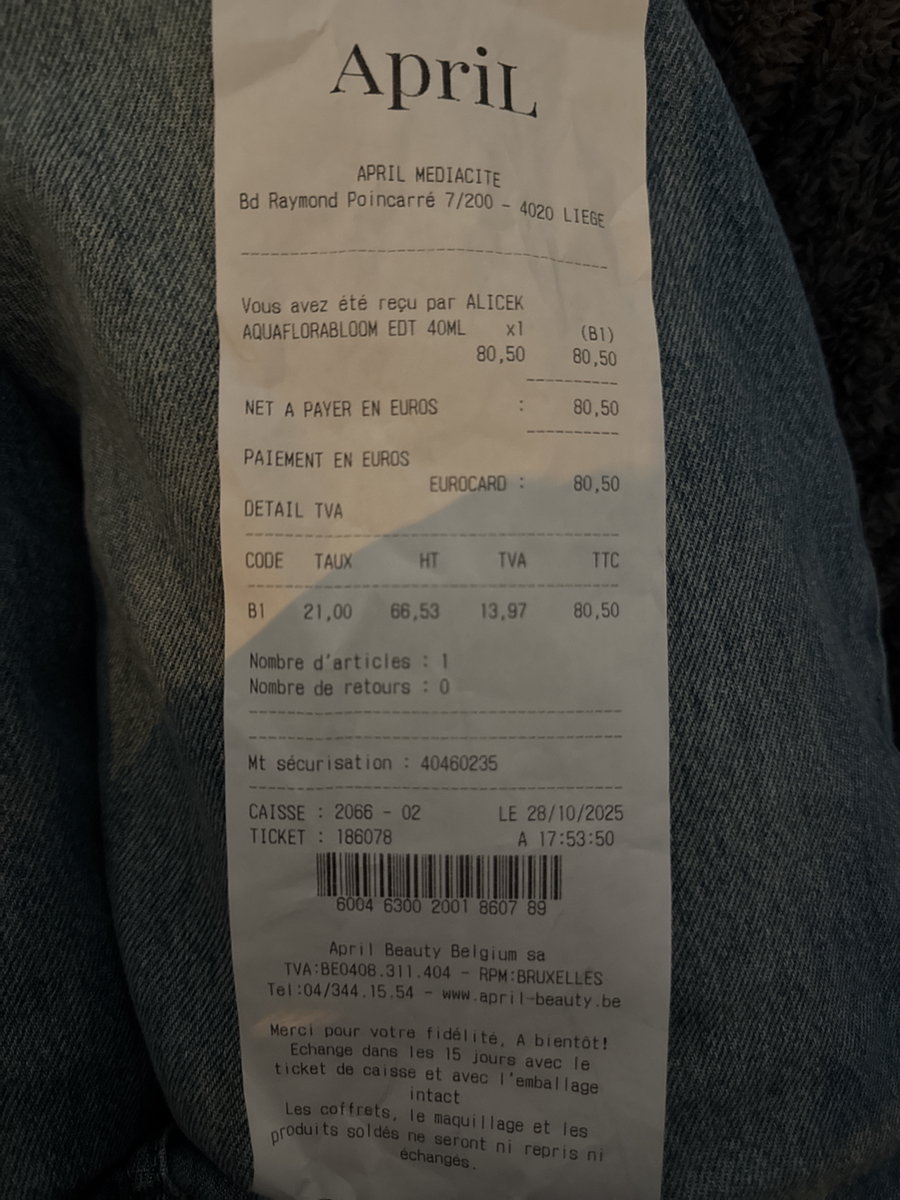 ApriL
APRIL MEDIACITE
Bd Raymond Poincarré 7/200 - 4020 LIEGE
Vous avez été reçu par ALICEK
AQUAFLORABLOOM EDT 40ML x1 (B1)
80,50 80,50
NET A PAYER EN EUROS : 80,50
PAIEMENT EN EUROS
EUROCARD : 80,50
DETAIL TVA
CODE TAUX HT TVA TTC
B1 21,00 66,53 13,97 80,50
Nombre d'articles : 1
Nombre de retours : 0
Mt sécurisation : 40460235
CAISSE : 2066 - 02 LE 28/10/2025
TICKET : 186078 A 17:53:50
6004 6300 2001 8607 89
April Beauty Belgium sa
TVA:BE0408.311.404 - RPM:BRUXELLES
Tel:04/344.15.54 - www.april-beauty.be
Merci pour votre fidélité, A bientôt!
Echange dans les 15 jours avec le
ticket de caisse et avec l'emballage
intact
Les coffrets, le maquillage et les
produits soldés ne seront ni repris ni
échangés.